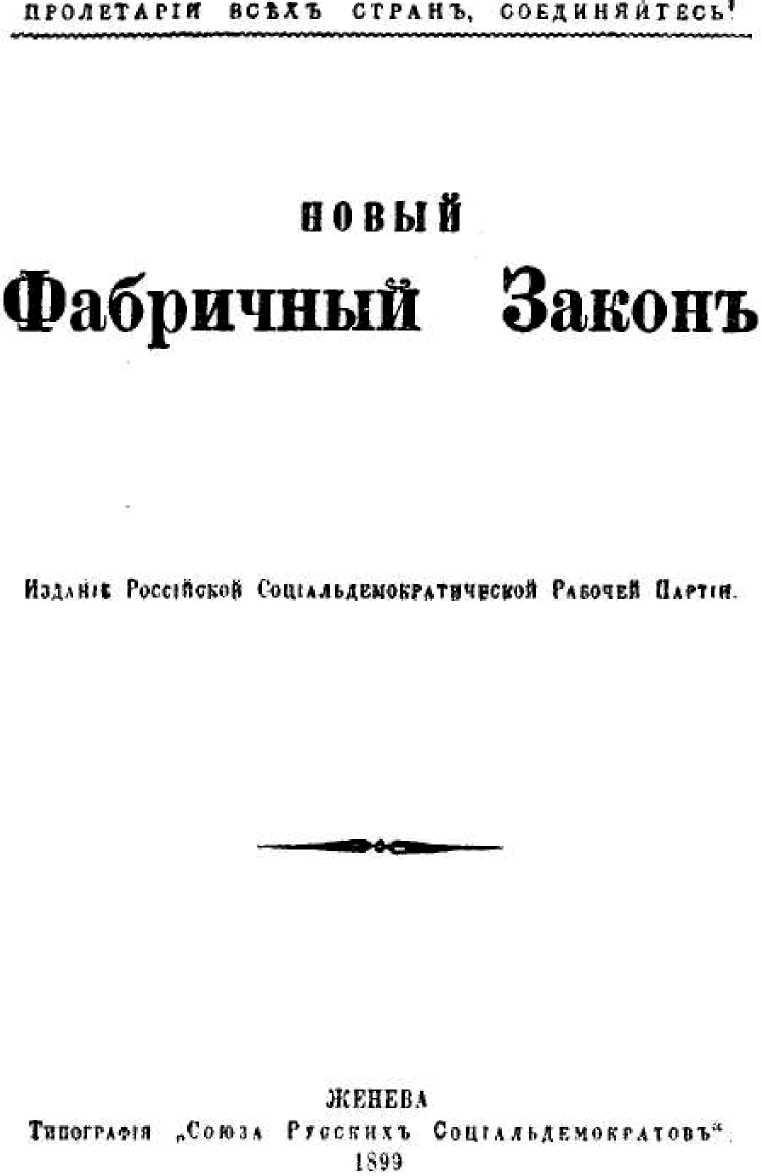 ПРОЛЕТАРІИ ВСѢХЪ СТРАНЪ, СОЕДИНЯЙТЕСЬ!
НОВЫЙ
Фабричный Законъ
Изданіе Россійской Соціальдемократической Рабочей Партіи.
ЖЕНЕВА
Типографія „Союза Русскихъ Соціальдемократовъ“.
1899